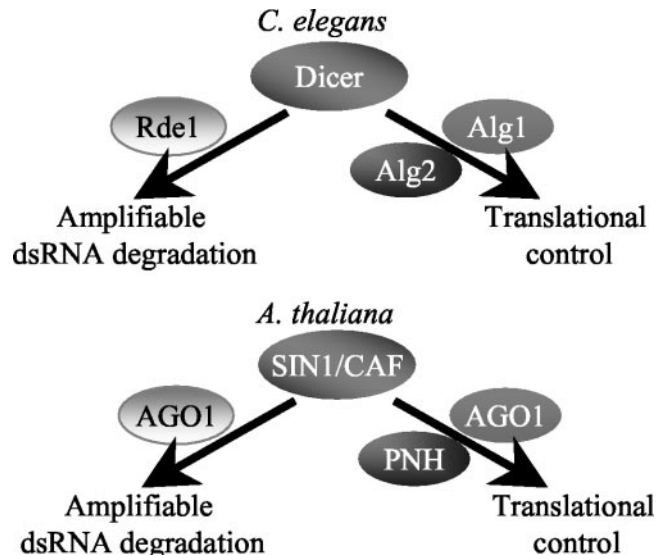 C. elegans
Dicer
Rde1
Alg1
Alg2
Amplifiable
dsRNA degradation
Translational
control
A. thaliana
SIN1/CAF
AGO1
AGO1
PNH
Amplifiable
dsRNA degradation
Translational
control